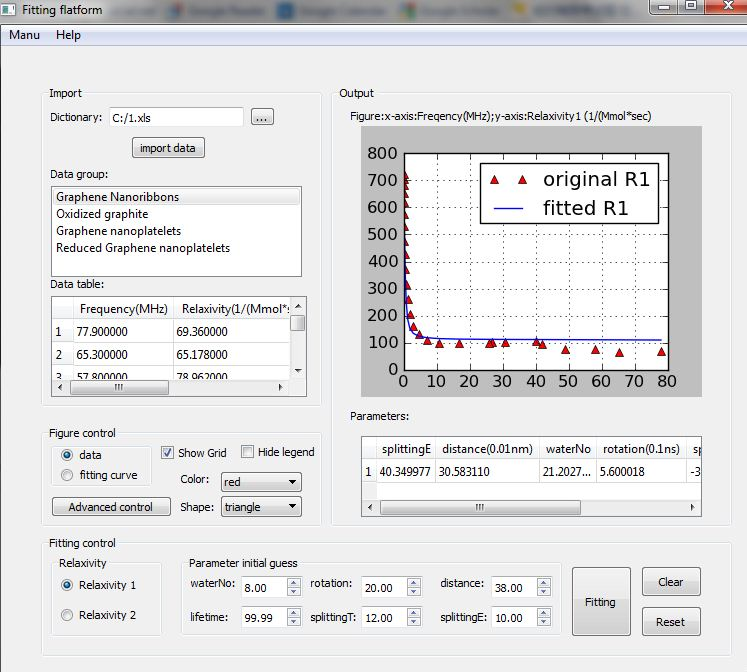 Fitting flatform
Manu Help
Import
Dictionary: C:/1.xls ...
import data
Data group:
Graphene Nanoribbons
Oxidized graphite
Graphene nanoplatelets
Reduced Graphene nanoplatelets
Data table:
Frequency(MHz) Relaxivity(1/(Mmol*s
1 77.900000 69.360000
2 65.300000 65.178000
3 57.800000 78.962000
Figure control
data
fitting curve
Show Grid Hide legend
Color: red
Advanced control
Shape: triangle
Output
Figure:x-axis:Freqency(MHz);y-axis:Relaxivity1 (1/(Mmol*sec)
800
700
600
500
400
300
200
100
0
original R1
fitted R1
0 10 20 30 40 50 60 70 80
Parameters:
splittingE distance(0.01nm) waterNo rotation(0.1ns) sp
1 40.349977 30.583110 21.2027... 5.600018 -3
Fitting control
Relaxivity
Relaxivity 1
Relaxivity 2
Parameter initial guess
waterNo: 8.00 rotation: 20.00 distance: 38.00
lifetime: 99.99 splittingT: 12.00 splittingE: 10.00
Fitting
Clear
Reset